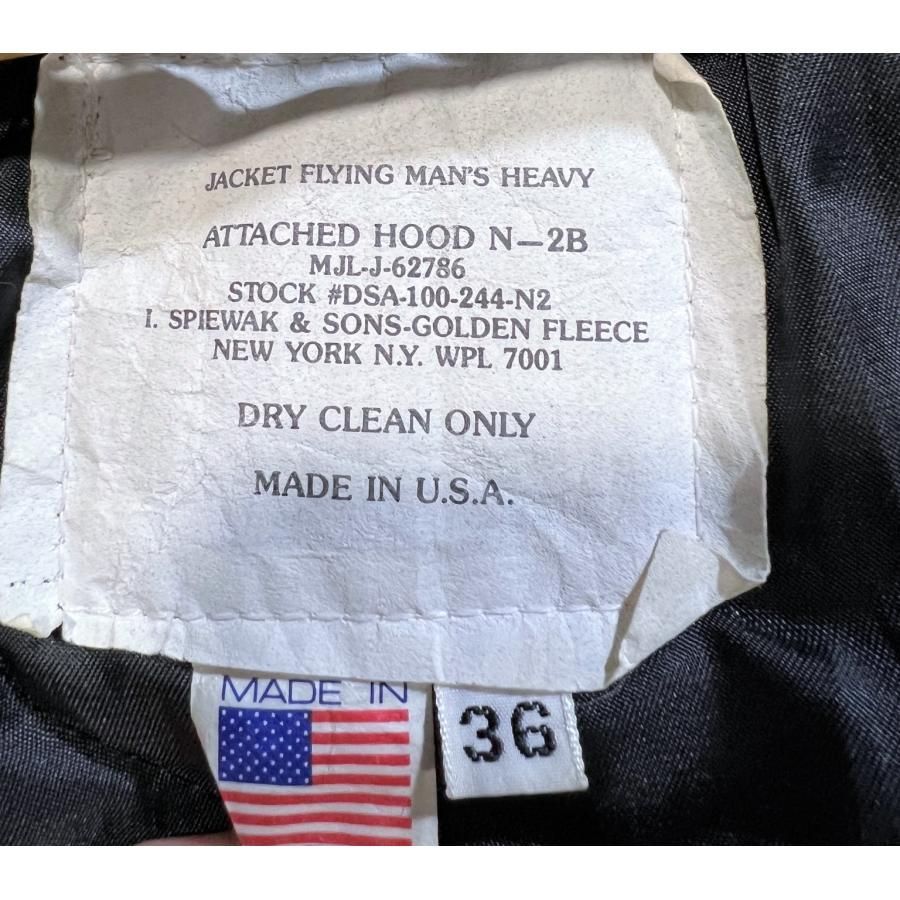 JACKET FLYING MAN'S HEAVY
ATTACHED HOOD N—2B
MJL-J-62786
STOCK #DSA-100-244-N2
I. SPIEWAK & SONS-GOLDEN FLEECE
NEW YORK N.Y. WPL 7001
DRY CLEAN ONLY
MADE IN U.S.A.
MADE IN
36